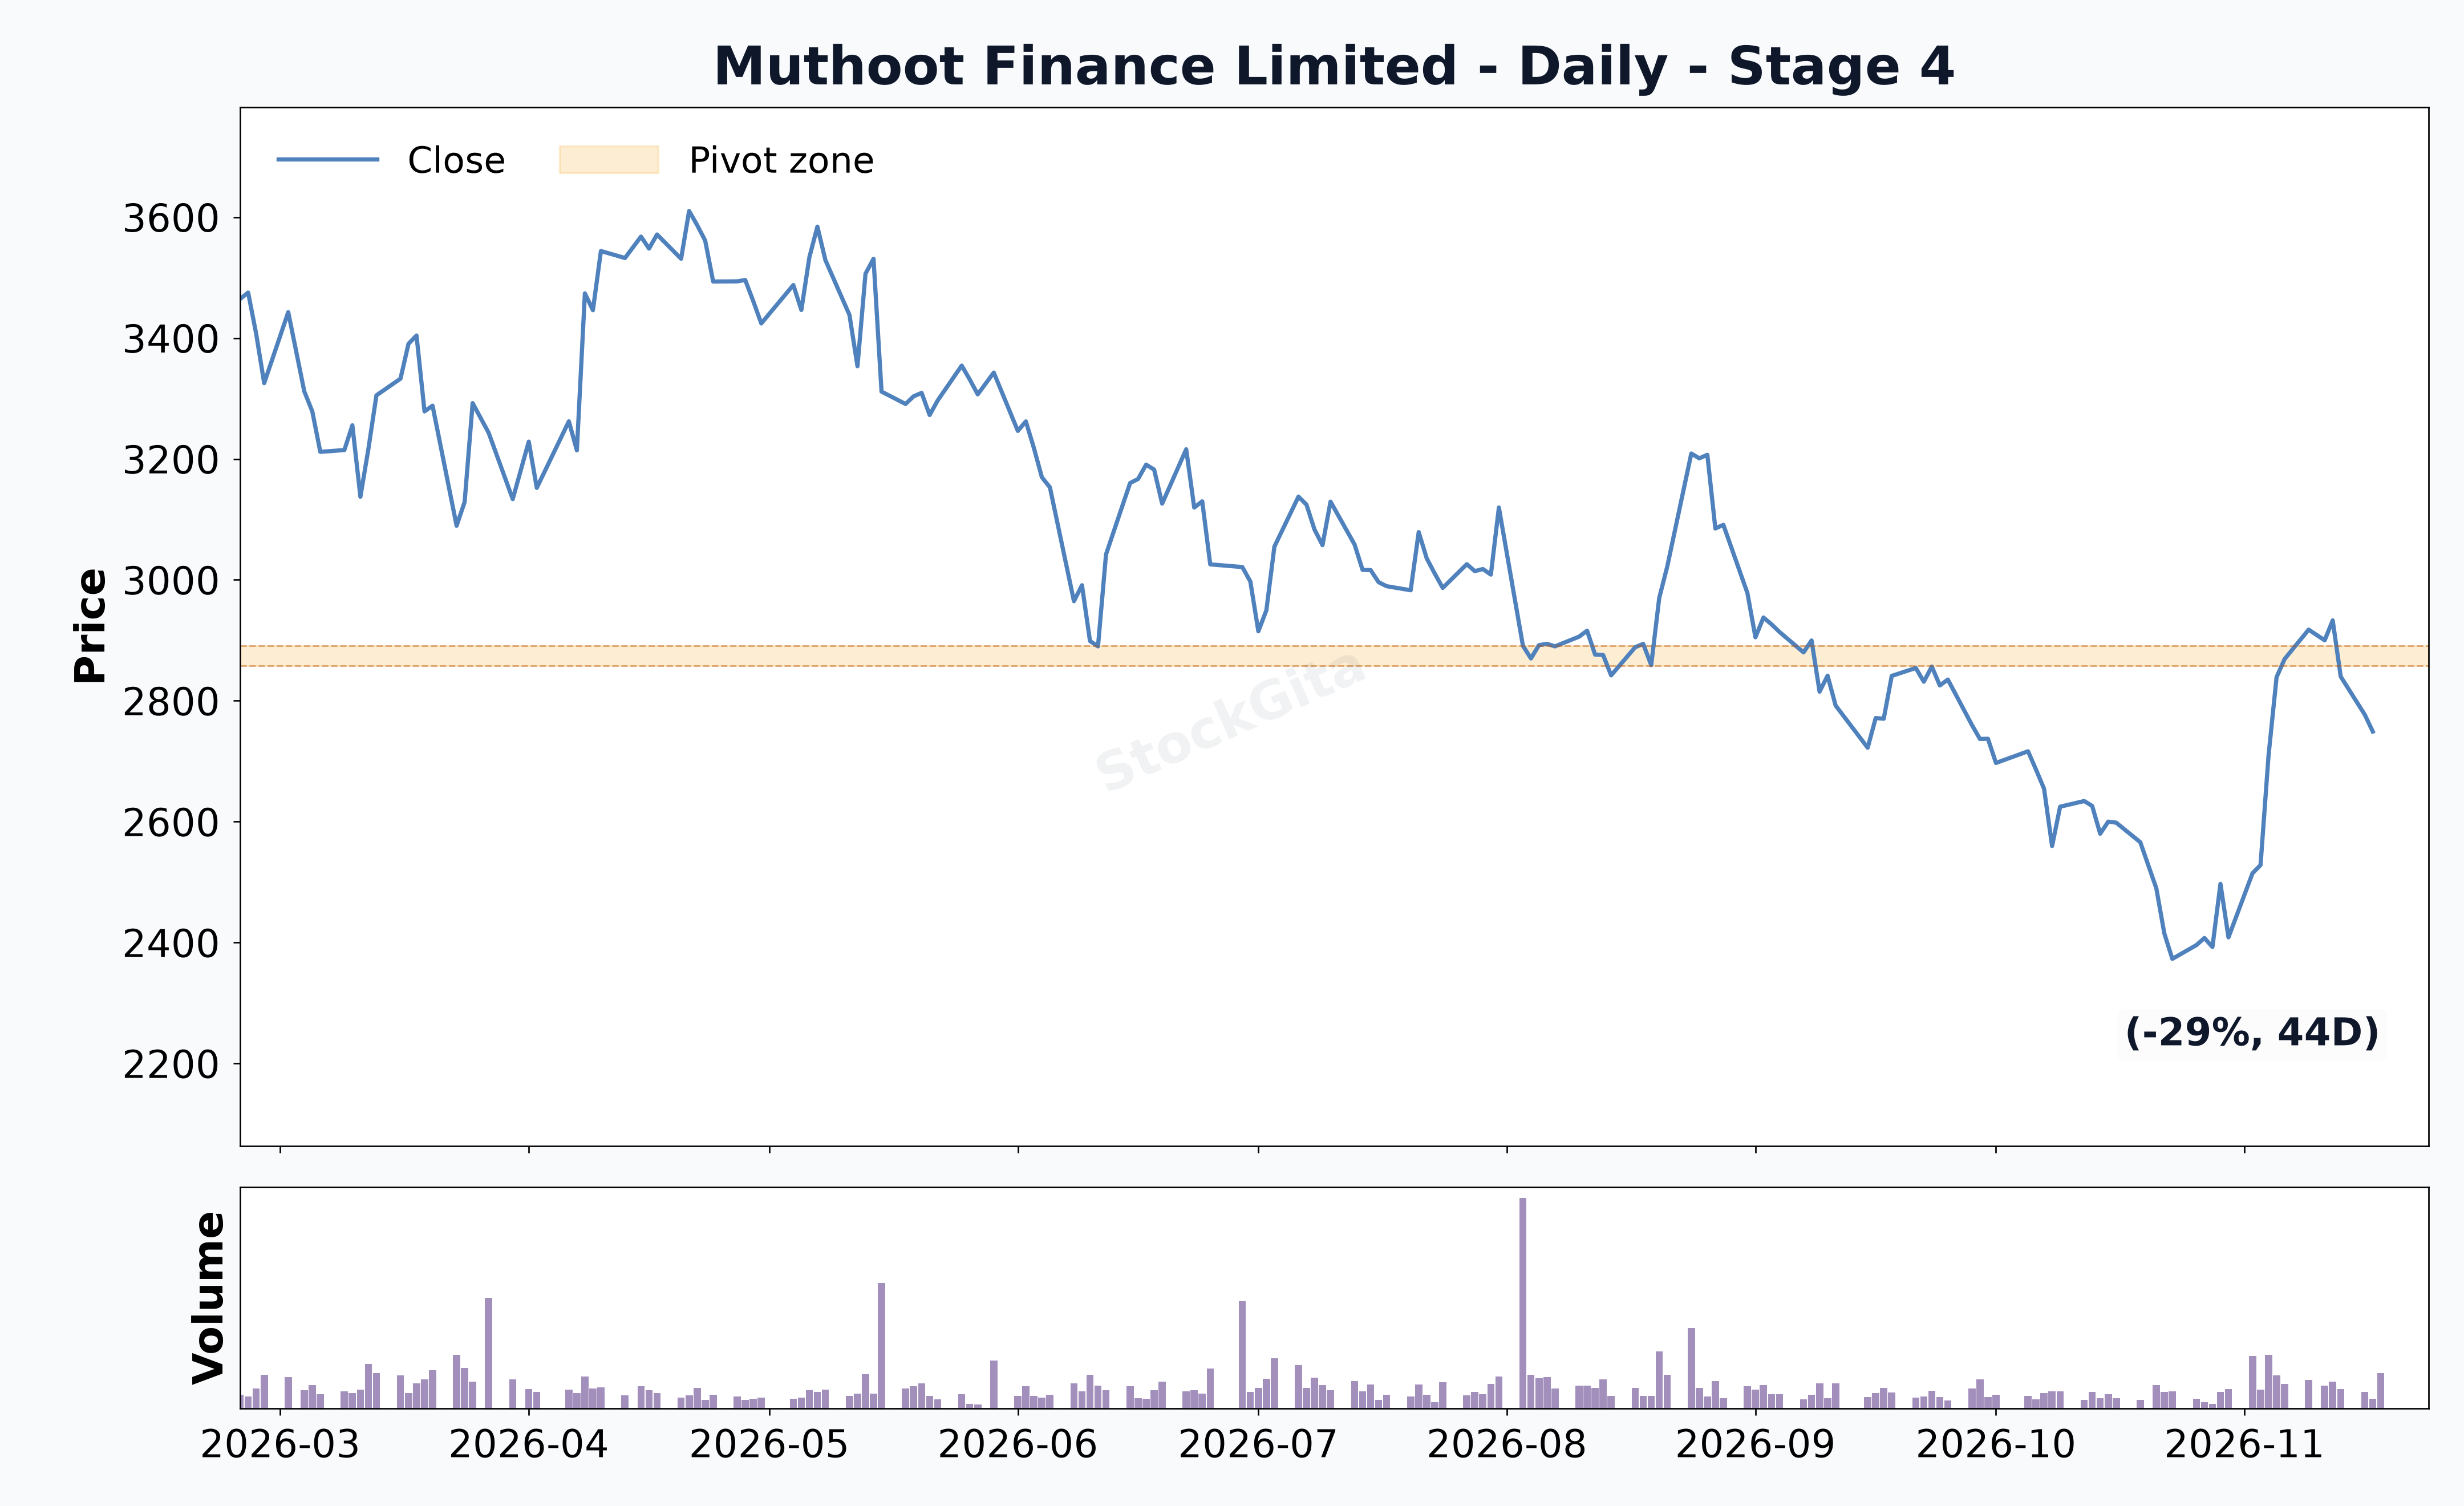 Muthoot Finance Limited - Daily - Stage 4
Close
Pivot zone
Price
3600
3400
3200
3000
2800
2600
2400
2200
StockGita
(-29%, 44D)
Volume
2026-03
2026-04
2026-05
2026-06
2026-07
2026-08
2026-09
2026-10
2026-11